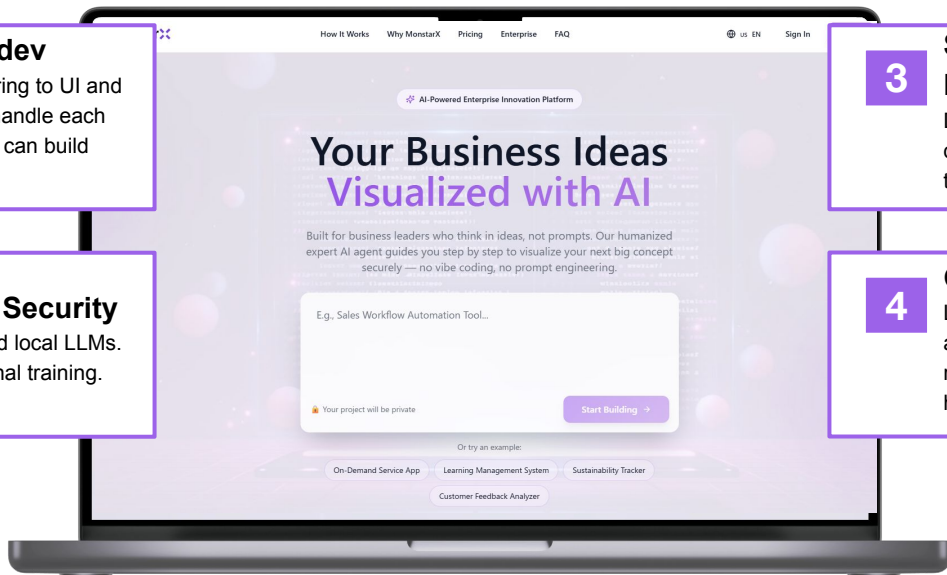 dev
ring to UI and
andle each
can build
Security
d local LLMs.
nal training.
How It Works Why MonstarX Pricing Enterprise FAQ
us EN Sign In
AI-Powered Enterprise Innovation Platform
Your Business Ideas
Visualized with AI
Built for business leaders who think in ideas, not prompts. Our humanized
expert AI agent guides you step by step to visualize your next big concept
securely — no vibe coding, no prompt engineering.
E.g., Sales Workflow Automation Tool...
Your project will be private
Start Building →
Or try an example:
On-Demand Service App Learning Management System Sustainability Tracker
Customer Feedback Analyzer
3
4